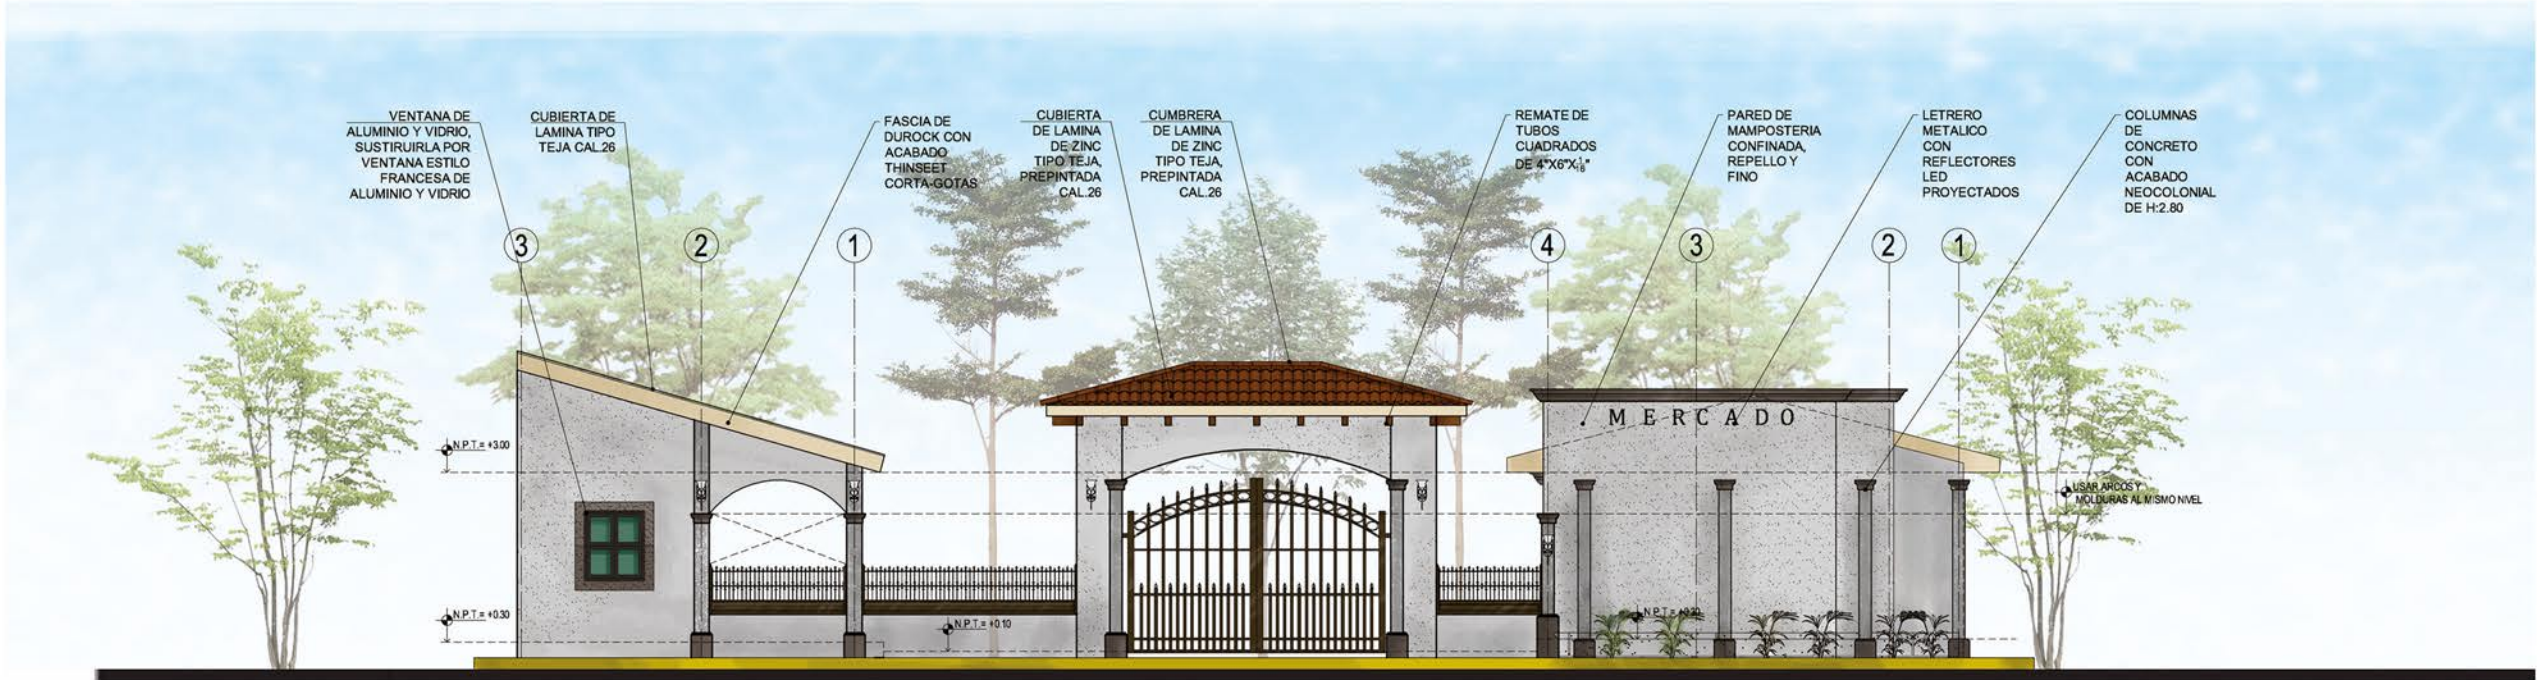 VENTANA DE
ALUMINIO Y VIDRIO,
SUSTIRUIRLA POR
VENTANA ESTILO
FRANCESA DE
ALUMINIO Y VIDRIO
CUBIERTA DE
LAMINA TIPO
TEJA CAL.26
FASCIA DE
DUROCK CON
ACABADO
THINSEET
CORTA-GOTAS
CUBIERTA
DE LAMINA
DE ZINC
TIPO TEJA,
PREPINTADA
CAL.26
CUMBRERA
DE LAMINA
DE ZINC
TIPO TEJA,
PREPINTADA
CAL.26
REMATE DE
TUBOS
CUADRADOS
DE 4"X6"X
PARED DE
MAMPOSTERIA
CONFINADA,
REPELLO Y
FINO
LETRERO
METALICO
CON
REFLECTORES
LED
PROYECTADOS
COLUMNAS
DE
CONCRETO
CON
ACABADO
NEOCOLONIAL
DE H:2.80
3
2
1
4
3
2
1
MERCADO
N.P.T.= +3.00
USAR ARCOS Y
MOLDURAS AL MISMO NIVEL
N.P.T.= +0.30
N.P.T.= +0.10
N.P.T.=